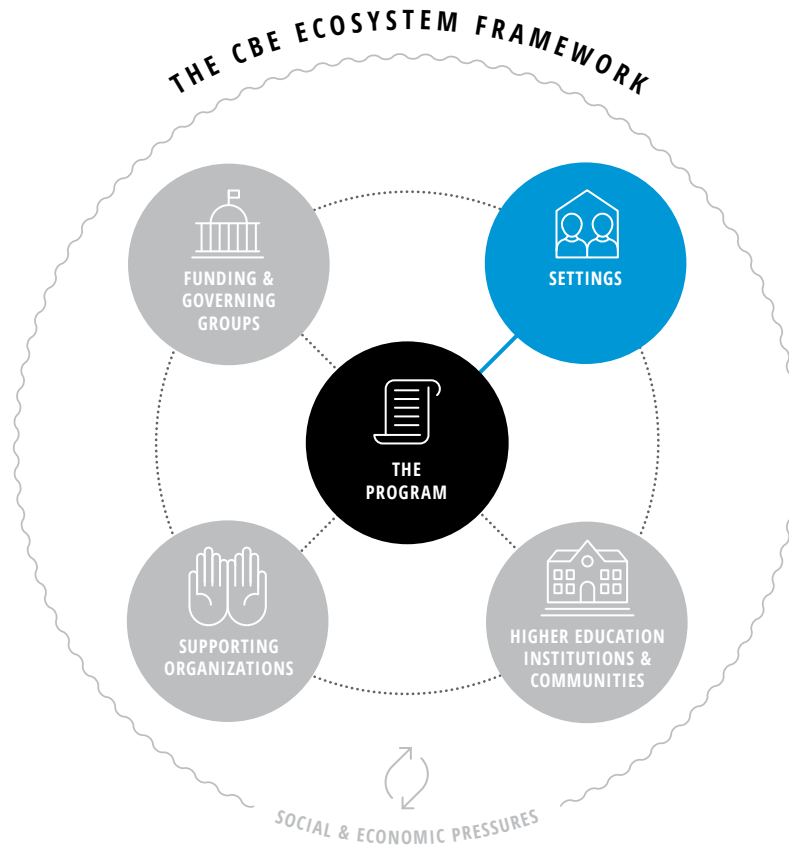 THE CBE ECOSYSTEM FRAMEWORK
FUNDING &
GOVERNING
GROUPS
SETTINGS
THE
PROGRAM
SUPPORTING
ORGANIZATIONS
HIGHER EDUCATION
INSTITUTIONS &
COMMUNITIES
SOCIAL & ECONOMIC PRESSURES